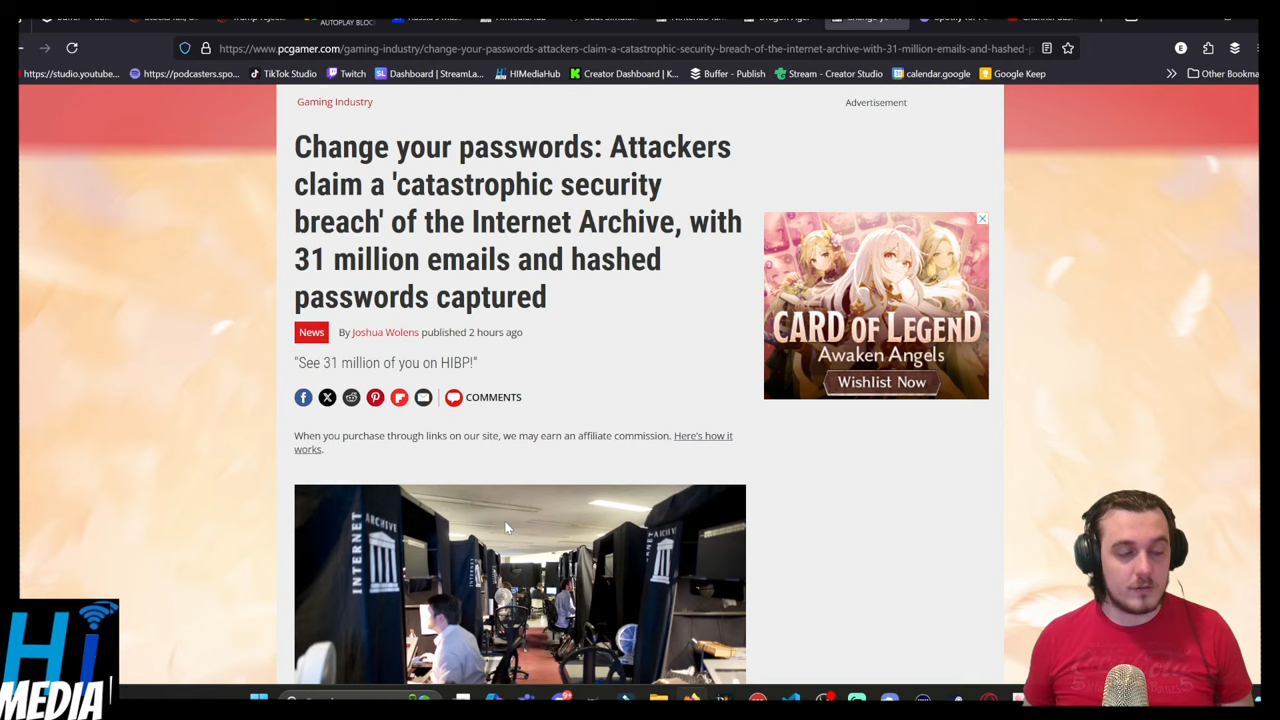 https://www.pcgamer.com/gaming-industry/change-your-passwords-attackers-claim-a-catastrophic-security-breach-of-the-internet-archive-with-31-million-emails-and-hashed-p
E
https://studio.youtube... https://podcasters.spo... TikTok Studio Twitch Dashboard | StreamLa... HIMediaHub Creator Dashboard | K... Buffer - Publish Stream - Creator Studio calendar.google Google Keep Other Bookma
Gaming Industry
Advertisement
Change your passwords: Attackers
claim a 'catastrophic security
breach' of the Internet Archive, with
31 million emails and hashed
passwords captured
News By Joshua Wolens published 2 hours ago
"See 31 million of you on HIBP!"
COMMENTS
When you purchase through links on our site, we may earn an affiliate commission. Here's how it
works.
CARD OF LEGEND
Awaken Angels
Wishlist Now
INTERNET ARCHIVE
INTERNET ARCHIVE
Hi
MEDIA